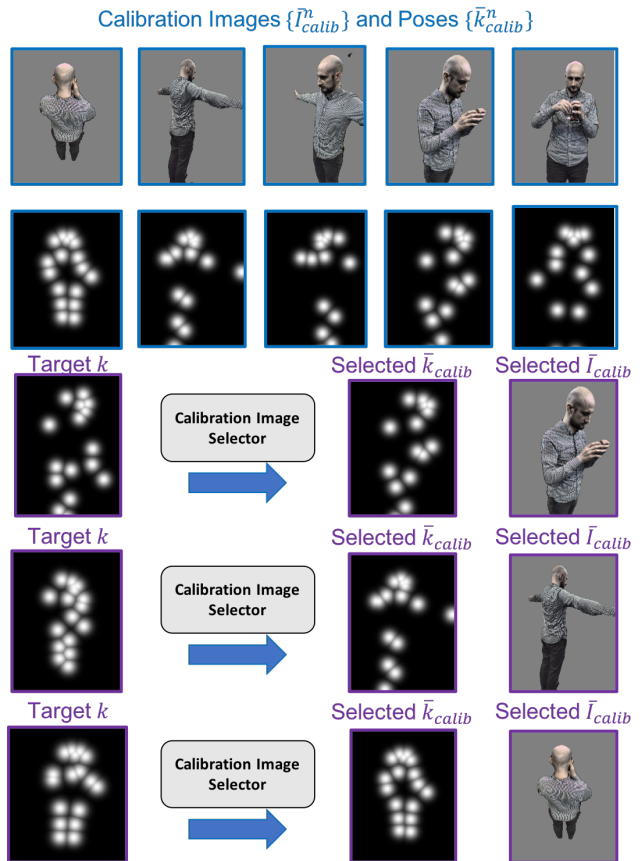 Calibration Images {Ī^n_calib} and Poses {k̄^n_calib}
Target k
Selected k̄_calib
Selected Ī_calib
Calibration Image
Selector
Target k
Selected k̄_calib
Selected Ī_calib
Calibration Image
Selector
Target k
Selected k̄_calib
Selected Ī_calib
Calibration Image
Selector